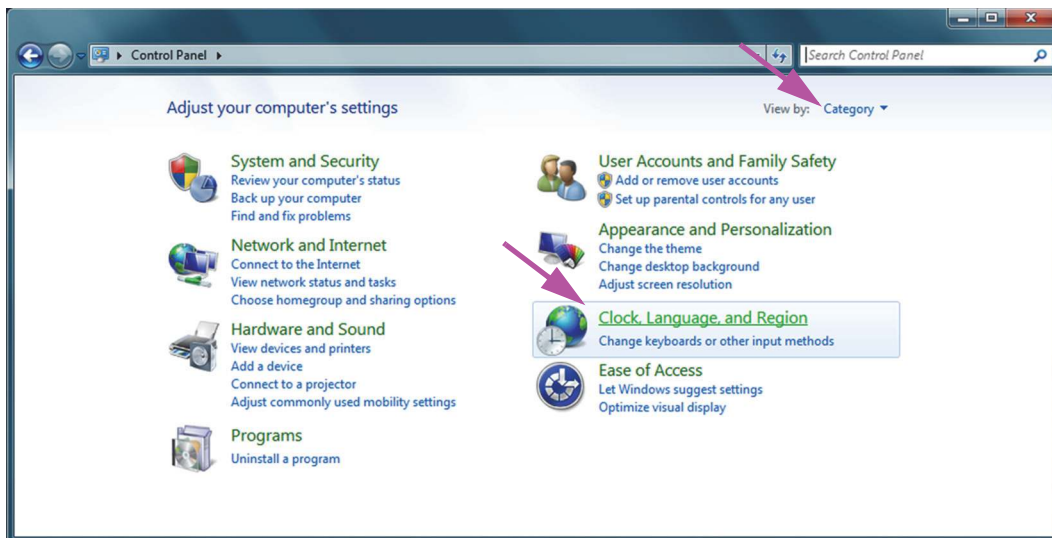 Control Panel
Search Control Panel
Adjust your computer's settings
View by: Category
System and Security
Review your computer's status
Back up your computer
Find and fix problems
Network and Internet
Connect to the Internet
View network status and tasks
Choose homegroup and sharing options
Hardware and Sound
View devices and printers
Add a device
Connect to a projector
Adjust commonly used mobility settings
Programs
Uninstall a program
User Accounts and Family Safety
Add or remove user accounts
Set up parental controls for any user
Appearance and Personalization
Change the theme
Change desktop background
Adjust screen resolution
Clock, Language, and Region
Change keyboards or other input methods
Ease of Access
Let Windows suggest settings
Optimize visual display